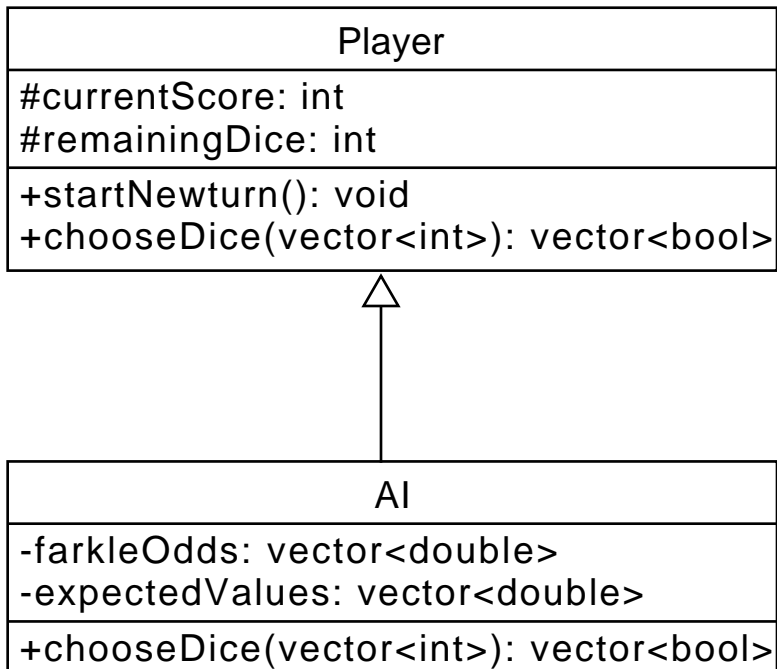 Player
#currentScore: int
#remainingDice: int
+startNewturn(): void
+chooseDice(vector<int>): vector<bool>
AI
-farkleOdds: vector<double>
-expectedValues: vector<double>
+chooseDice(vector<int>): vector<bool>